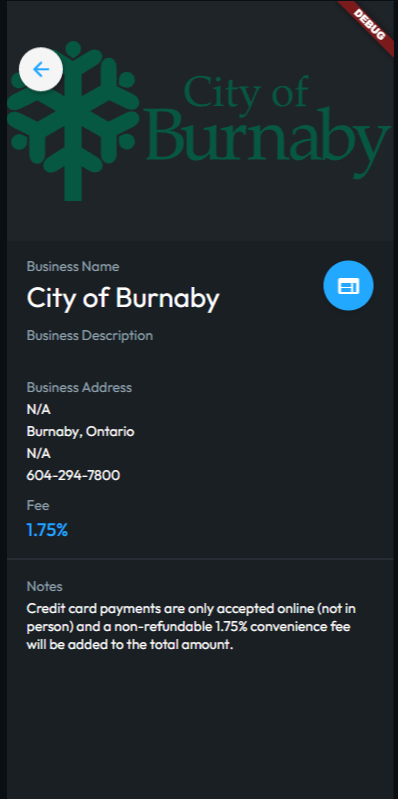 DEBUG
City of
Burnaby
Business Name
City of Burnaby
Business Description
Business Address
N/A
Burnaby, Ontario
N/A
604-294-7800
Fee
1.75%
Notes
Credit card payments are only accepted online (not in
person) and a non-refundable 1.75% convenience fee
will be added to the total amount.